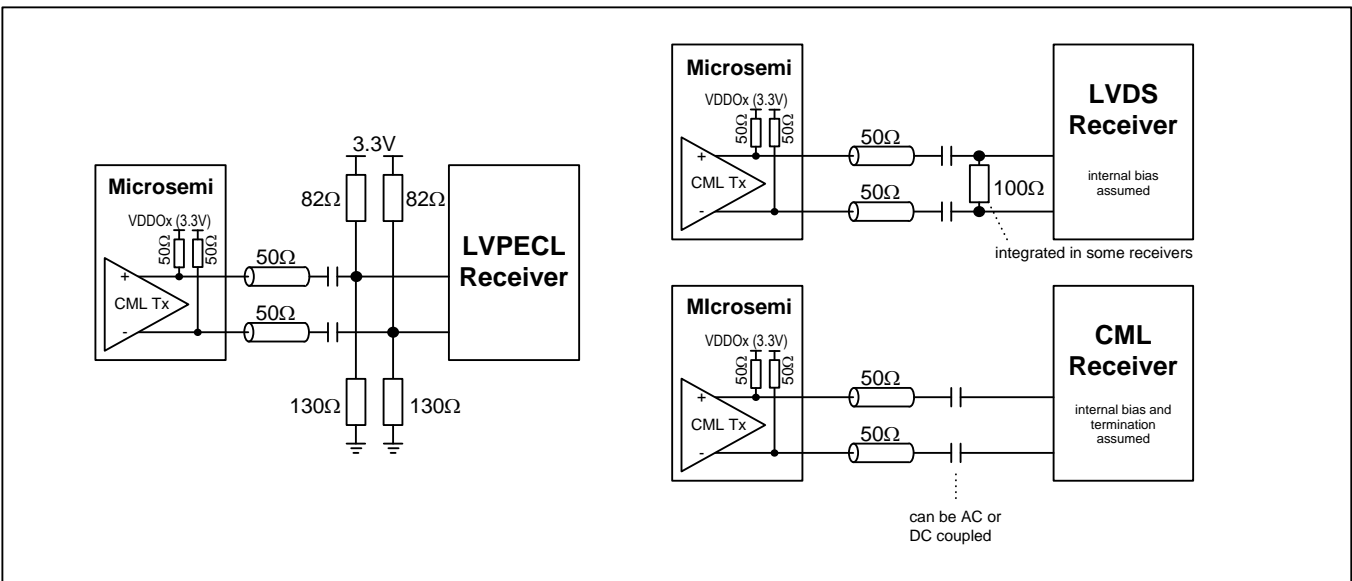 Microsemi
VDDOx (3.3V)
50Ω
50Ω
+
CML Tx
-
50Ω
50Ω
3.3V
82Ω
82Ω
130Ω
130Ω
LVPECL
Receiver
Microsemi
VDDOx (3.3V)
50Ω
50Ω
+
CML Tx
-
50Ω
50Ω
100Ω
integrated in some receivers
LVDS
Receiver
internal bias
assumed
MIcrosemi
VDDOx (3.3V)
50Ω
50Ω
+
CML Tx
-
50Ω
50Ω
can be AC or
DC coupled
CML
Receiver
internal bias and
termination
assumed